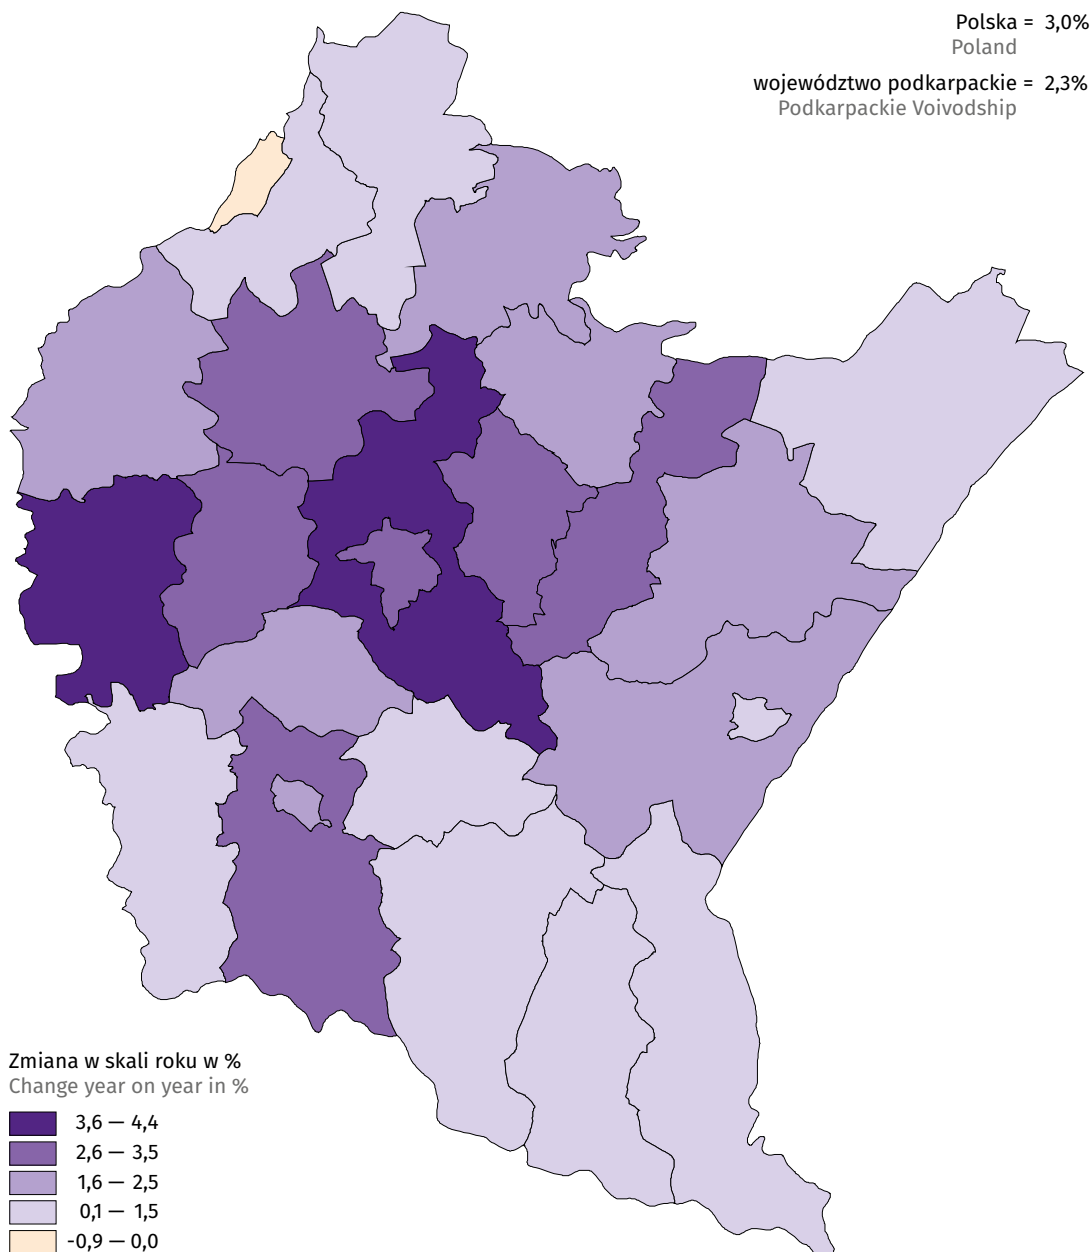 Polska = 3,0%
Poland
województwo podkarpackie = 2,3%
Podkarpackie Voivodship
Zmiana w skali roku w %
Change year on year in %
3,6 — 4,4
2,6 — 3,5
1,6 — 2,5
0,1 — 1,5
-0,9 — 0,0